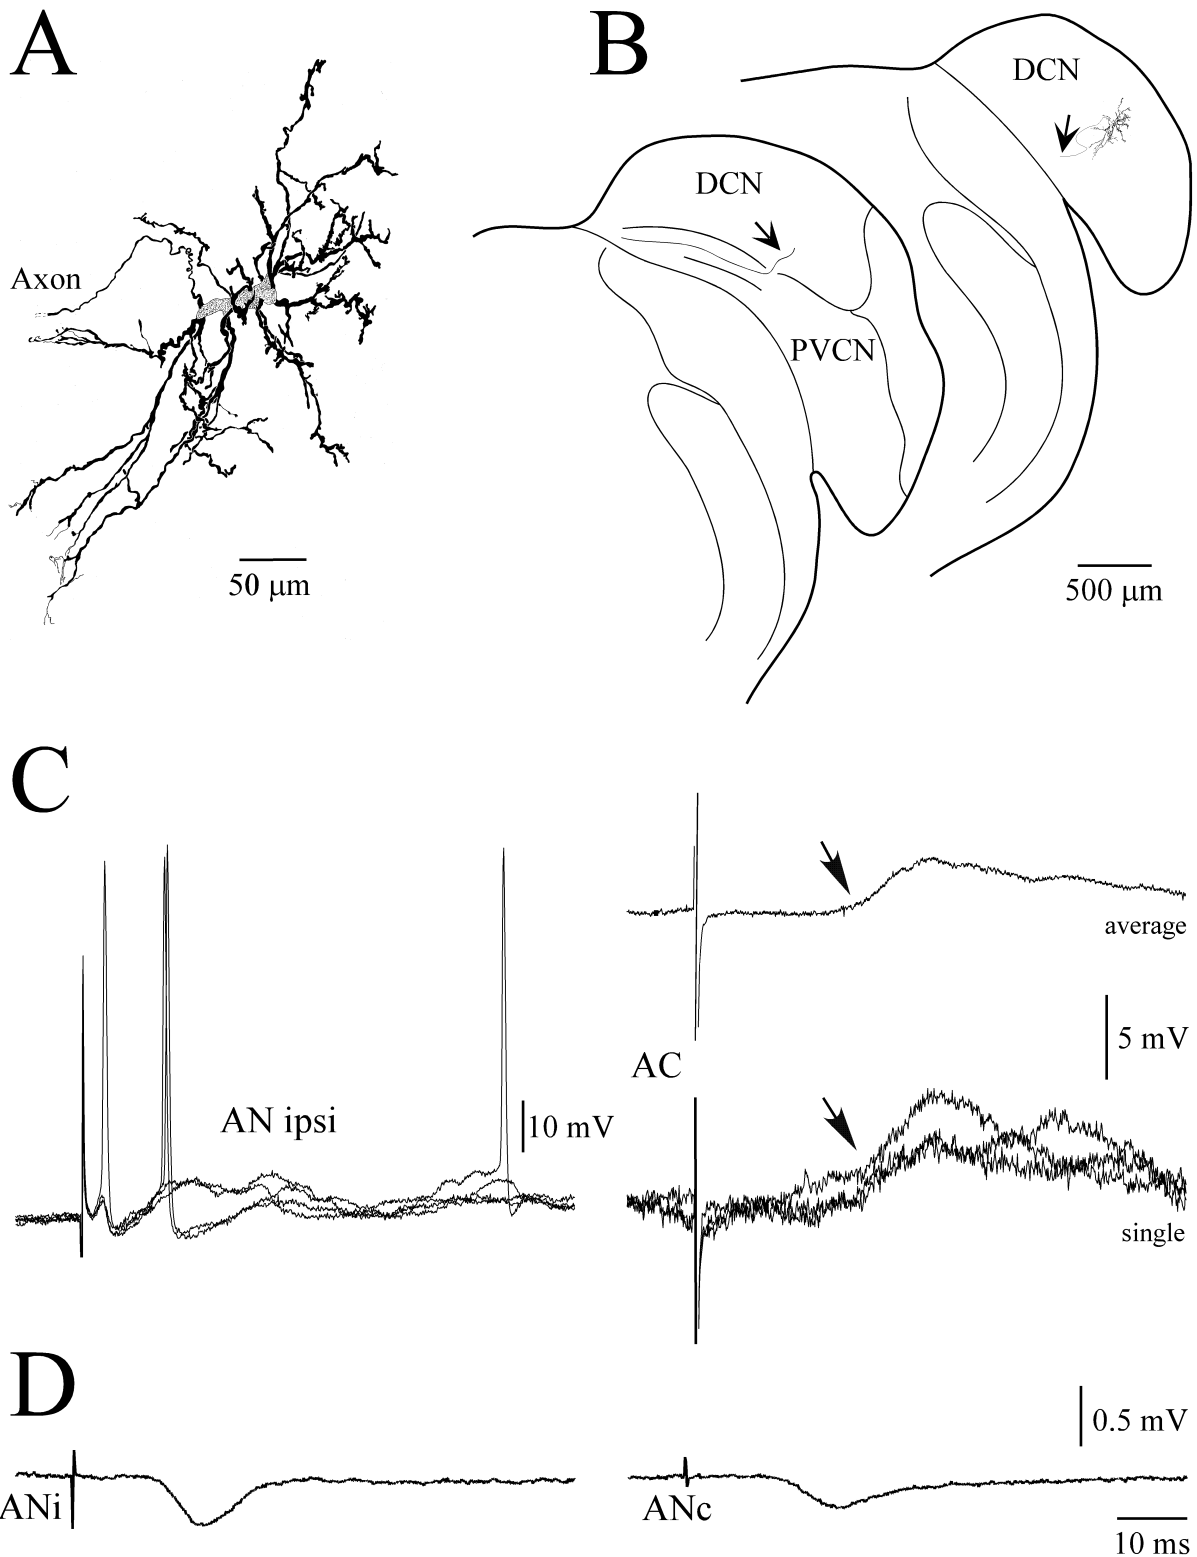 A
Axon
50 μm
B
DCN
DCN
PVCN
500 μm
C
AN ipsi
10 mV
average
5 mV
AC
single
D
0.5 mV
ANi
ANc
10 ms